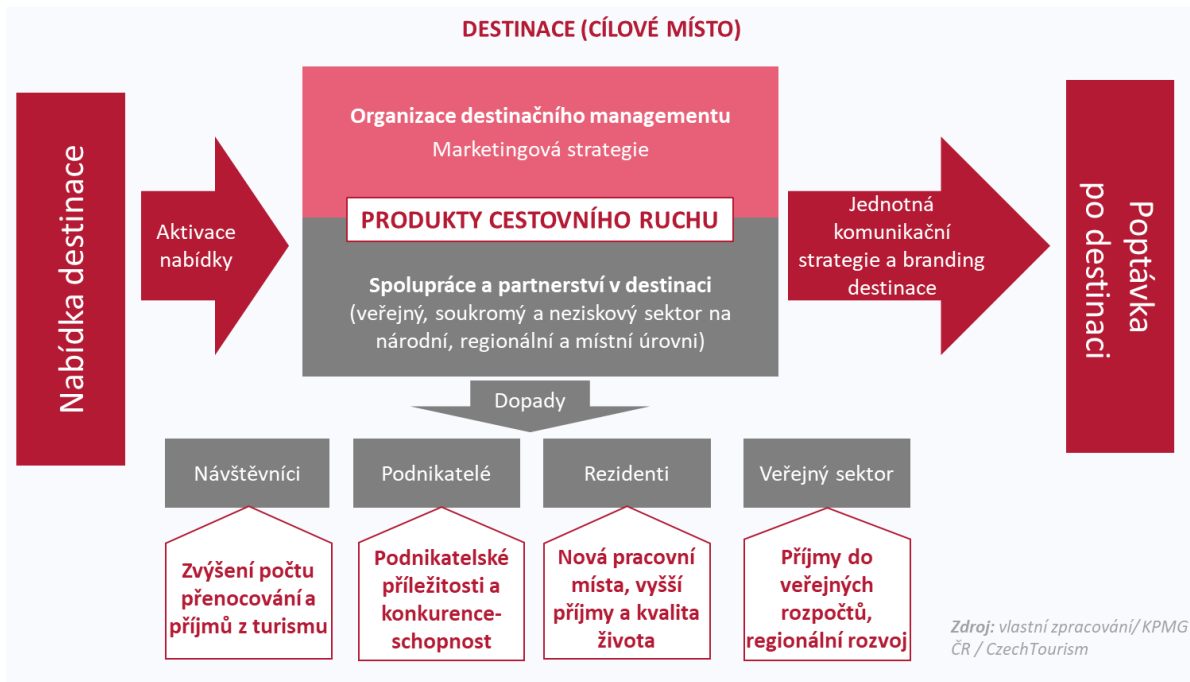 DESTINACE (CÍLOVÉ MÍSTO)
Nabídka destinace
Aktivace
nabídky
Organizace destinačního managementu
Marketingová strategie
PRODUKTY CESTOVNÍHO RUCHU
Spolupráce a partnerství v destinaci
(veřejný, soukromý a neziskový sektor na
národní, regionální a místní úrovni)
Jednotná
komunikační
strategie a branding
destinace
Poptávka
po destinaci
Dopady
Návštěvníci
Podnikatelé
Rezidenti
Veřejný sektor
Zvýšení počtu
přenocování a
příjmů z turismu
Podnikatelské
příležitosti a
konkurence-
schopnost
Nová pracovní
místa, vyšší
příjmy a kvalita
života
Příjmy do
veřejných
rozpočtů,
regionální rozvoj
Zdroj: vlastní zpracování/ KPMG
ČR / CzechTourism